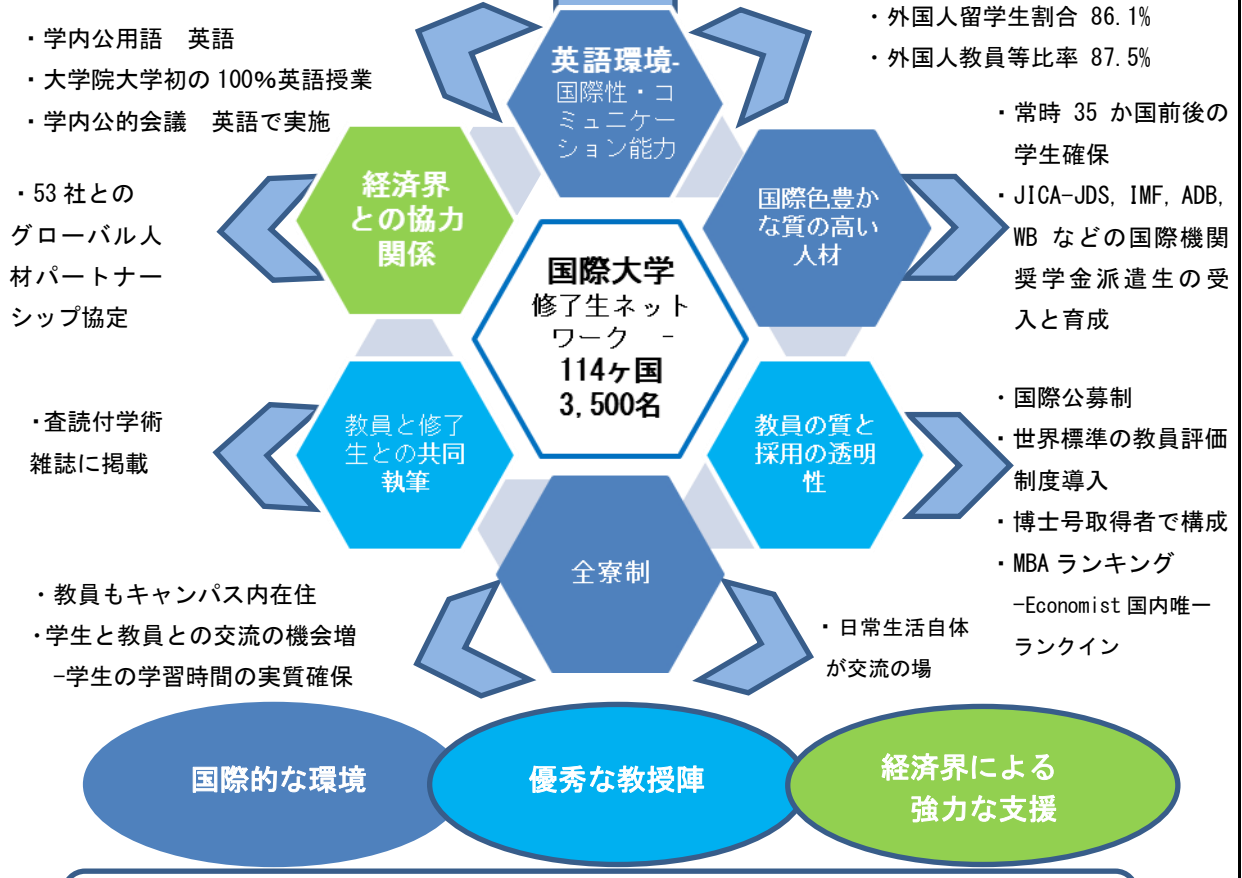 ・学内公用語　英語
・大学院大学初の 100%英語授業
・学内公的会議　英語で実施
英語環境-
国際性・コ
ミュニケー
ション能力
・外国人留学生割合 86.1%
・外国人教員等比率 87.5%
・常時 35 か国前後の
学生確保
・JICA-JDS, IMF, ADB,
WB などの国際機関
奨学金派遣生の受
入と育成
国際色豊か
な質の高い
人材
経済界
との協力
関係
・53 社との
グローバル人
材パートナー
シップ協定
国際大学
修了生ネット
ワーク　-
114ヶ国
3,500名
・査読付学術
雑誌に掲載
教員と修了
生との共同
執筆
教員の質と
採用の透明
性
・国際公募制
・世界標準の教員評価
制度導入
・博士号取得者で構成
・MBA ランキング
-Economist 国内唯一
ランクイン
全寮制
・教員もキャンパス内在住
・学生と教員との交流の機会増
-学生の学習時間の実質確保
・日常生活自体
が交流の場
国際的な環境
優秀な教授陣
経済界による
強力な支援